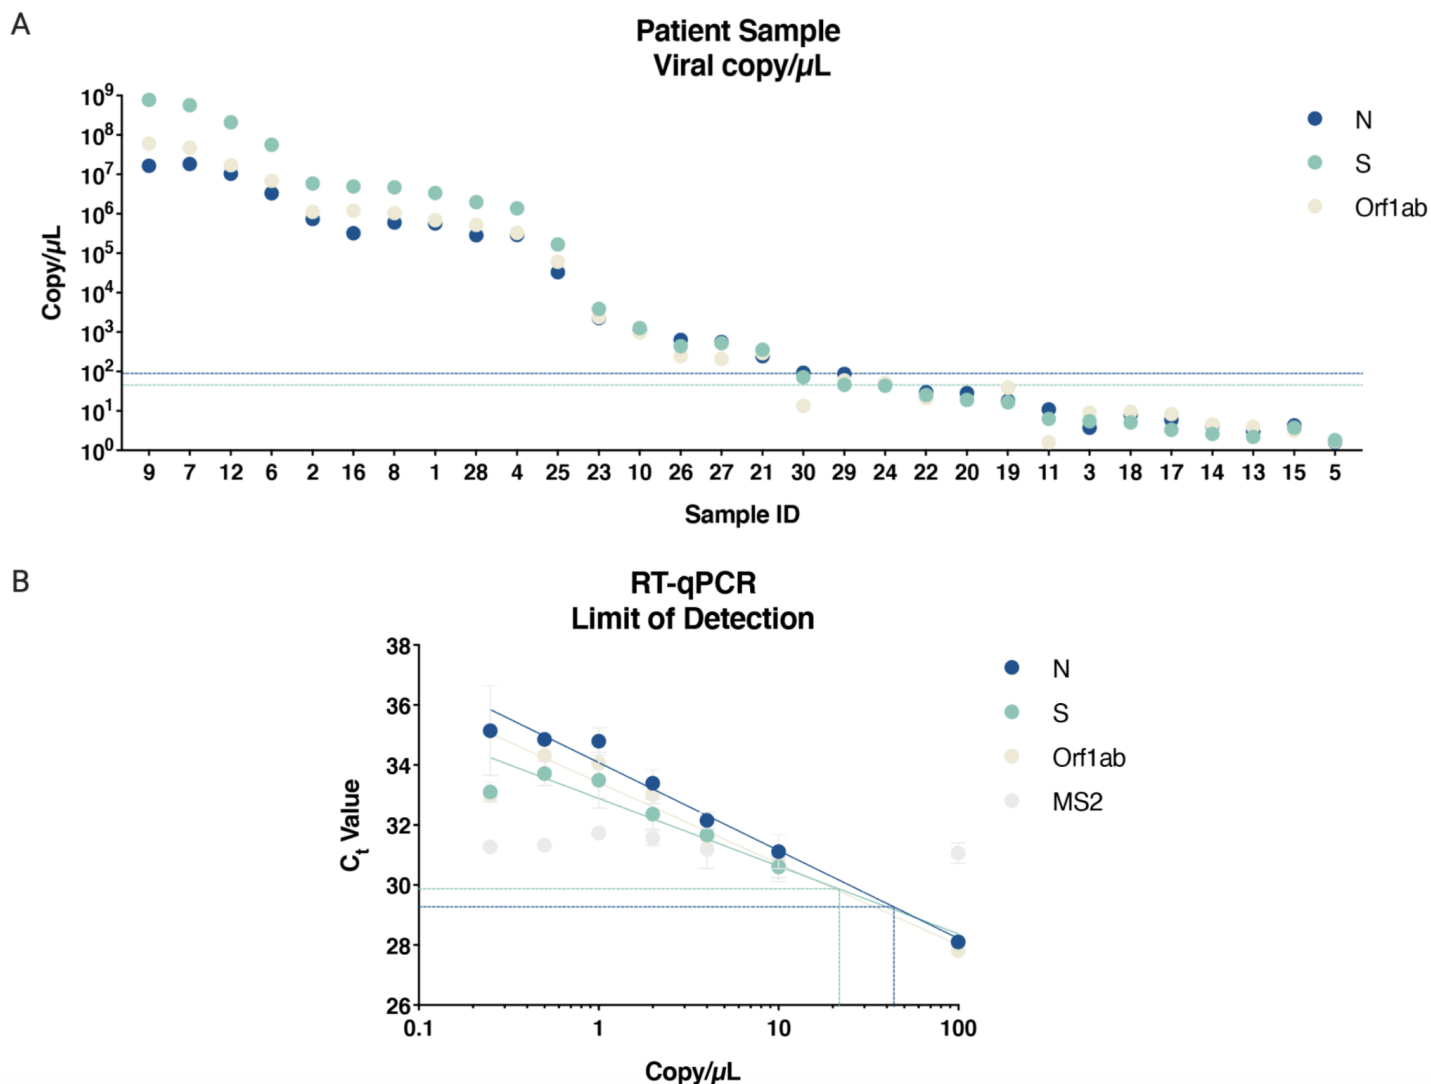 A
Patient Sample
Viral copy/μL
10⁹
10⁸
10⁷
10⁶
10⁵
10⁴
10³
10²
10¹
10⁰
Copy/μL
9 7 12 6 2 16 8 1 28 4 25 23 10 26 27 21 30 29 24 22 20 19 11 3 18 17 14 13 15 5
Sample ID
N
S
Orf1ab
B
RT-qPCR
Limit of Detection
38
36
34
32
30
28
26
Cₜ Value
0.1 1 10 100
Copy/μL
N
S
Orf1ab
MS2